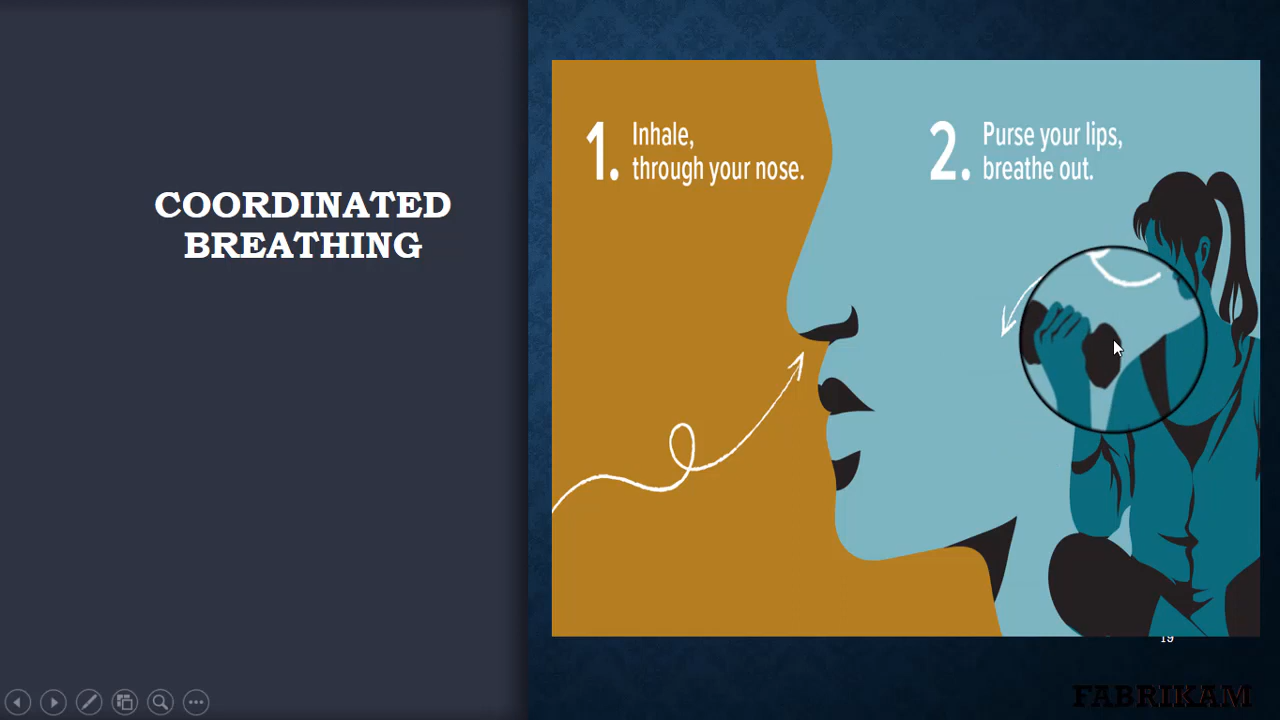 COORDINATED
BREATHING
1. Inhale,
through your nose.
2. Purse your lips,
breathe out.
19
FABRIKAM